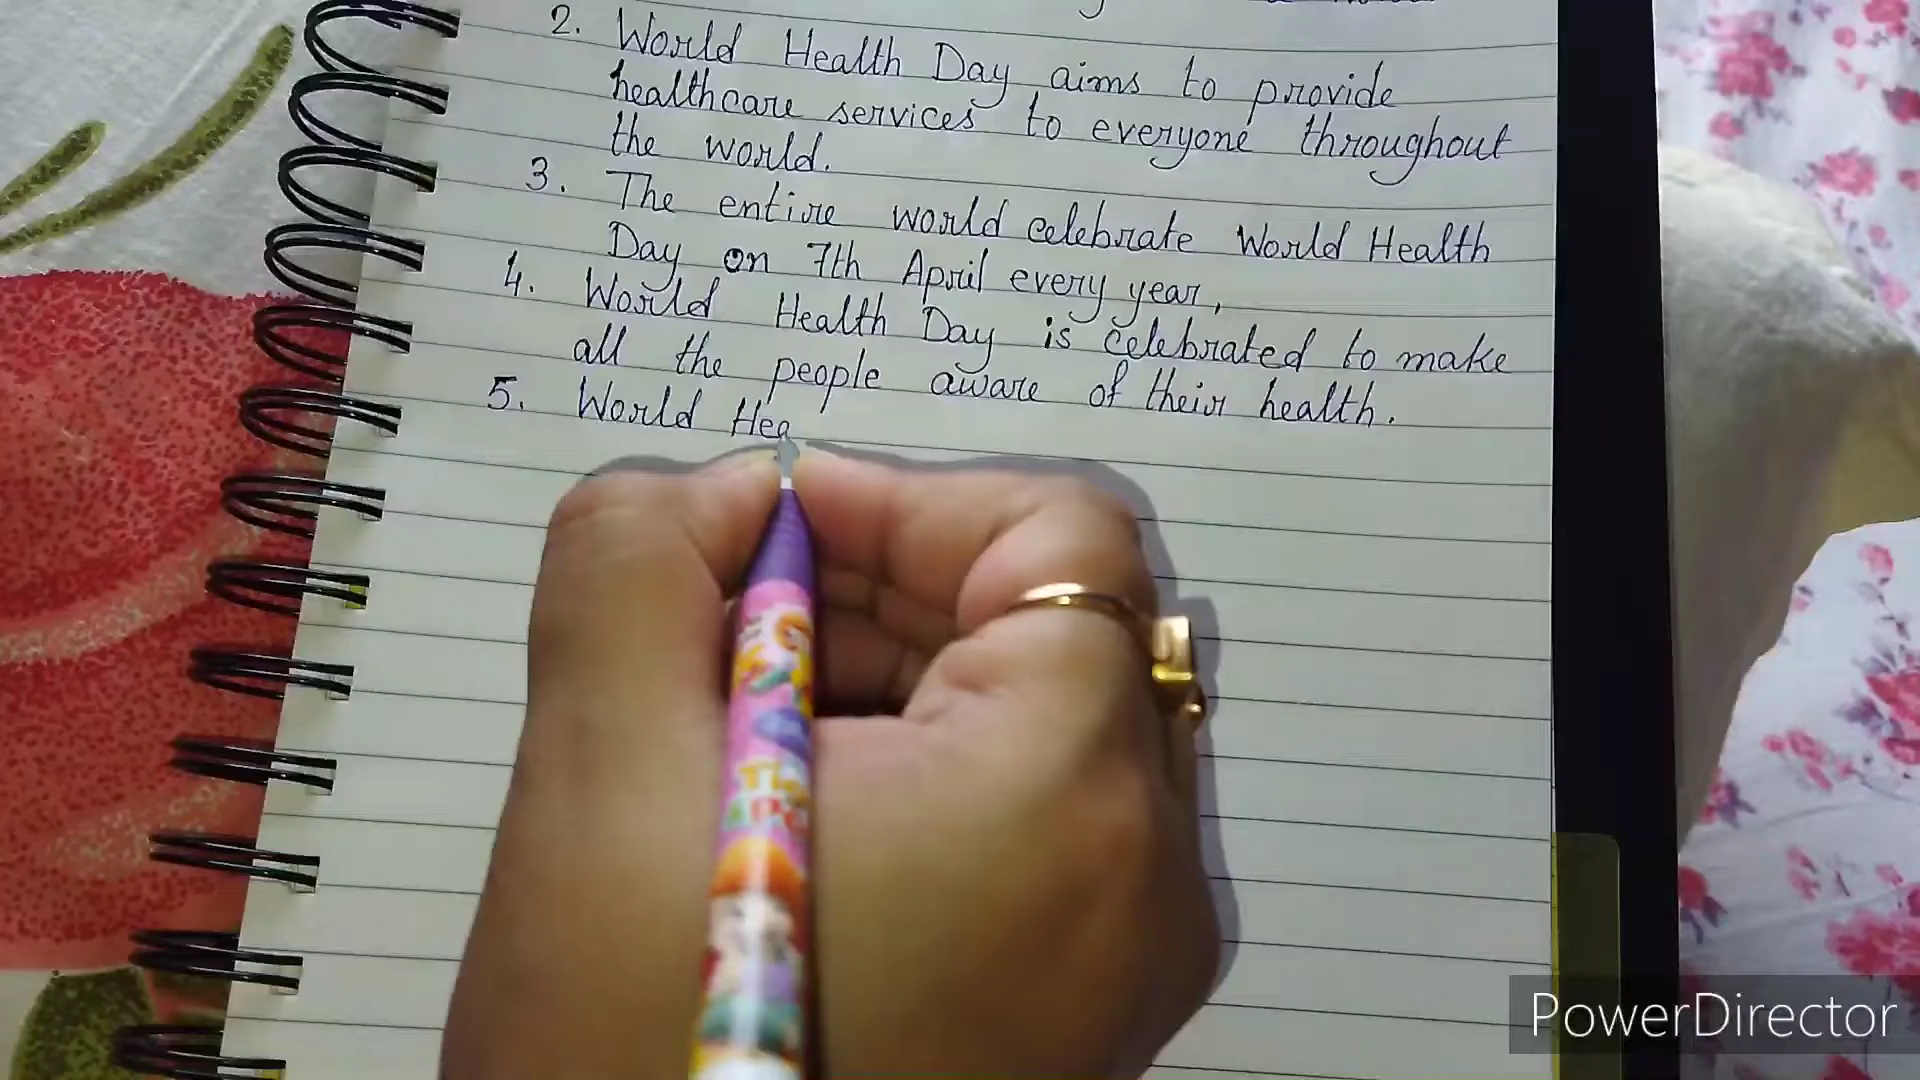 2. World Health Day aims to provide
healthcare services to everyone throughout
the world.
3. The entire world celebrate World Health
Day on 7th April every year,
4. World Health Day is celebrated to make
all the people aware of their health.
5. World Hea
PowerDirector